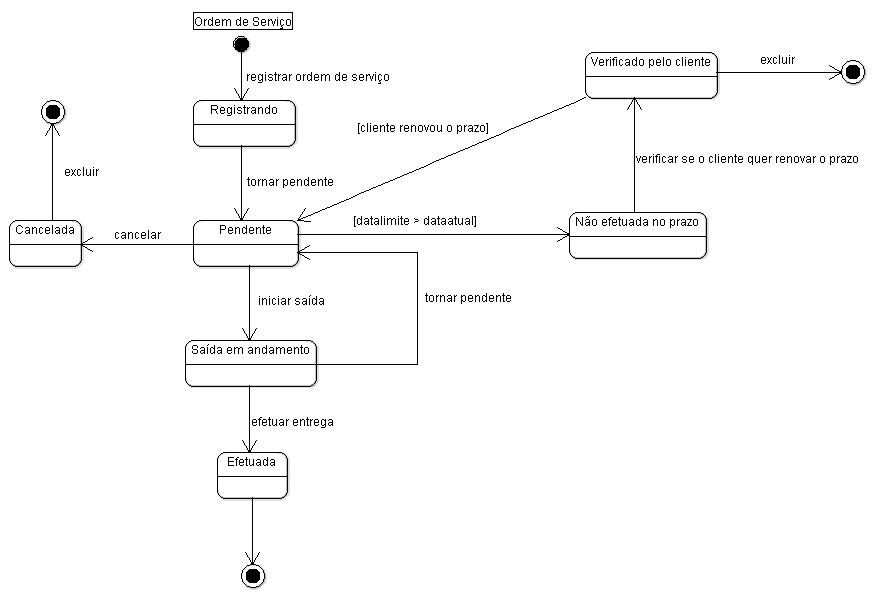 Ordem de Serviço
registrar ordem de serviço
Verificado pelo cliente
excluir
Registrando
[cliente renovou o prazo]
verificar se o cliente quer renovar o prazo
excluir
tornar pendente
Cancelada
cancelar
Pendente
[datalimite > dataatual]
Não efetuada no prazo
iniciar saída
tornar pendente
Saída em andamento
efetuar entrega
Efetuada